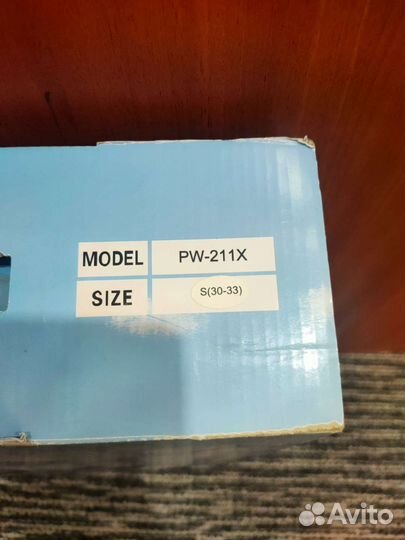 MODEL PW-211X
SIZE S(30-33)
Avito